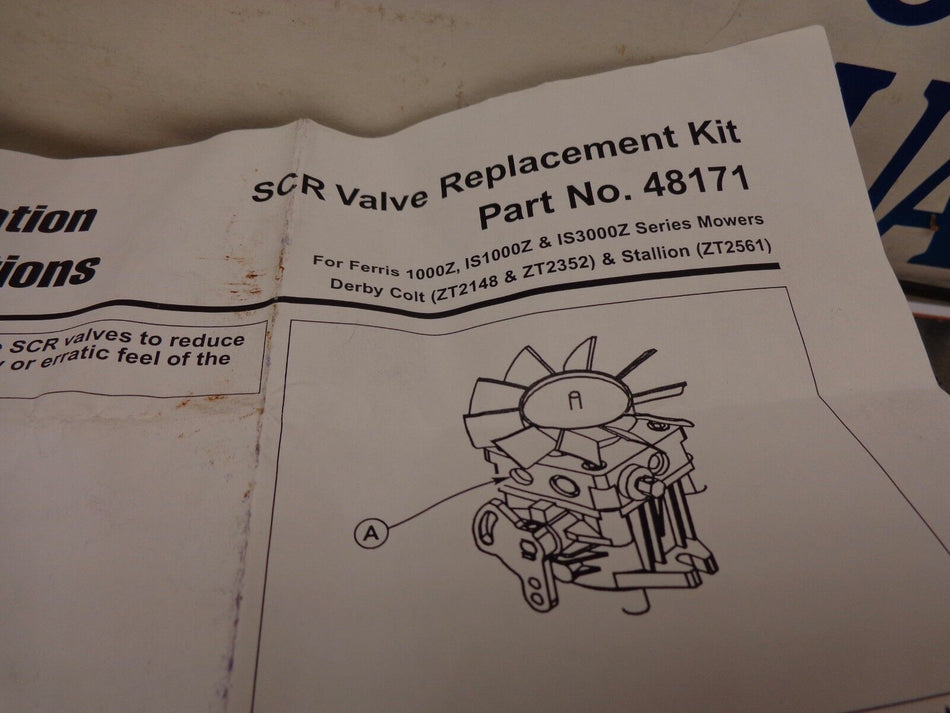 SCR Valve Replacement Kit
Part No. 48171
For Ferris 1000Z, IS1000Z & IS3000Z Series Mowers
Derby Colt (ZT2148 & ZT2352) & Stallion (ZT2561)
SCR valves to reduce
or erratic feel of the
A